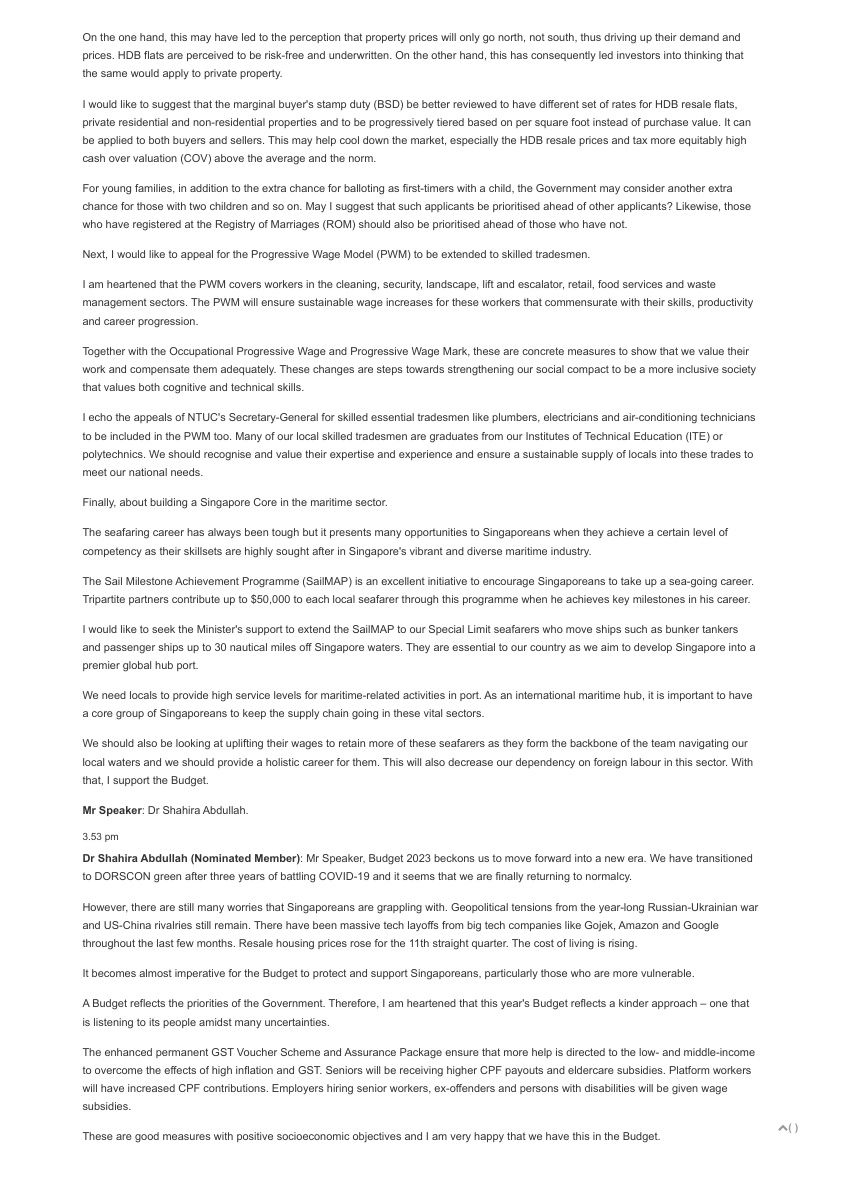 On the one hand, this may have led to the perception that property prices will only go north, not south, thus driving up their demand and
prices. HDB flats are perceived to be risk-free and underwritten. On the other hand, this has consequently led investors into thinking that
the same would apply to private property.
I would like to suggest that the marginal buyer's stamp duty (BSD) be better reviewed to have different set of rates for HDB resale flats,
private residential and non-residential properties and to be progressively tiered based on per square foot instead of purchase value. It can
be applied to both buyers and sellers. This may help cool down the market, especially the HDB resale prices and tax more equitably high
cash over valuation (COV) above the average and the norm.
For young families, in addition to the extra chance for balloting as first-timers with a child, the Government may consider another extra
chance for those with two children and so on. May I suggest that such applicants be prioritised ahead of other applicants? Likewise, those
who have registered at the Registry of Marriages (ROM) should also be prioritised ahead of those who have not.
Next, I would like to appeal for the Progressive Wage Model (PWM) to be extended to skilled tradesmen.
I am heartened that the PWM covers workers in the cleaning, security, landscape, lift and escalator, retail, food services and waste
management sectors. The PWM will ensure sustainable wage increases for these workers that commensurate with their skills, productivity
and career progression.
Together with the Occupational Progressive Wage and Progressive Wage Mark, these are concrete measures to show that we value their
work and compensate them adequately. These changes are steps towards strengthening our social compact to be a more inclusive society
that values both cognitive and technical skills.
I echo the appeals of NTUC's Secretary-General for skilled essential tradesmen like plumbers, electricians and air-conditioning technicians
to be included in the PWM too. Many of our local skilled tradesmen are graduates from our Institutes of Technical Education (ITE) or
polytechnics. We should recognise and value their expertise and experience and ensure a sustainable supply of locals into these trades to
meet our national needs.
Finally, about building a Singapore Core in the maritime sector.
The seafaring career has always been tough but it presents many opportunities to Singaporeans when they achieve a certain level of
competency as their skillsets are highly sought after in Singapore's vibrant and diverse maritime industry.
The Sail Milestone Achievement Programme (SailMAP) is an excellent initiative to encourage Singaporeans to take up a sea-going career.
Tripartite partners contribute up to $50,000 to each local seafarer through this programme when he achieves key milestones in his career.
I would like to seek the Minister's support to extend the SailMAP to our Special Limit seafarers who move ships such as bunker tankers
and passenger ships up to 30 nautical miles off Singapore waters. They are essential to our country as we aim to develop Singapore into a
premier global hub port.
We need locals to provide high service levels for maritime-related activities in port. As an international maritime hub, it is important to have
a core group of Singaporeans to keep the supply chain going in these vital sectors.
We should also be looking at uplifting their wages to retain more of these seafarers as they form the backbone of the team navigating our
local waters and we should provide a holistic career for them. This will also decrease our dependency on foreign labour in this sector. With
that, I support the Budget.
Mr Speaker: Dr Shahira Abdullah.
3.53 pm
Dr Shahira Abdullah (Nominated Member): Mr Speaker, Budget 2023 beckons us to move forward into a new era. We have transitioned
to DORSCON green after three years of battling COVID-19 and it seems that we are finally returning to normalcy.
However, there are still many worries that Singaporeans are grappling with. Geopolitical tensions from the year-long Russian-Ukrainian war
and US-China rivalries still remain. There have been massive tech layoffs from big tech companies like Gojek, Amazon and Google
throughout the last few months. Resale housing prices rose for the 11th straight quarter. The cost of living is rising.
It becomes almost imperative for the Budget to protect and support Singaporeans, particularly those who are more vulnerable.
A Budget reflects the priorities of the Government. Therefore, I am heartened that this year's Budget reflects a kinder approach – one that
is listening to its people amidst many uncertainties.
The enhanced permanent GST Voucher Scheme and Assurance Package ensure that more help is directed to the low- and middle-income
to overcome the effects of high inflation and GST. Seniors will be receiving higher CPF payouts and eldercare subsidies. Platform workers
will have increased CPF contributions. Employers hiring senior workers, ex-offenders and persons with disabilities will be given wage
subsidies.
These are good measures with positive socioeconomic objectives and I am very happy that we have this in the Budget.
( )